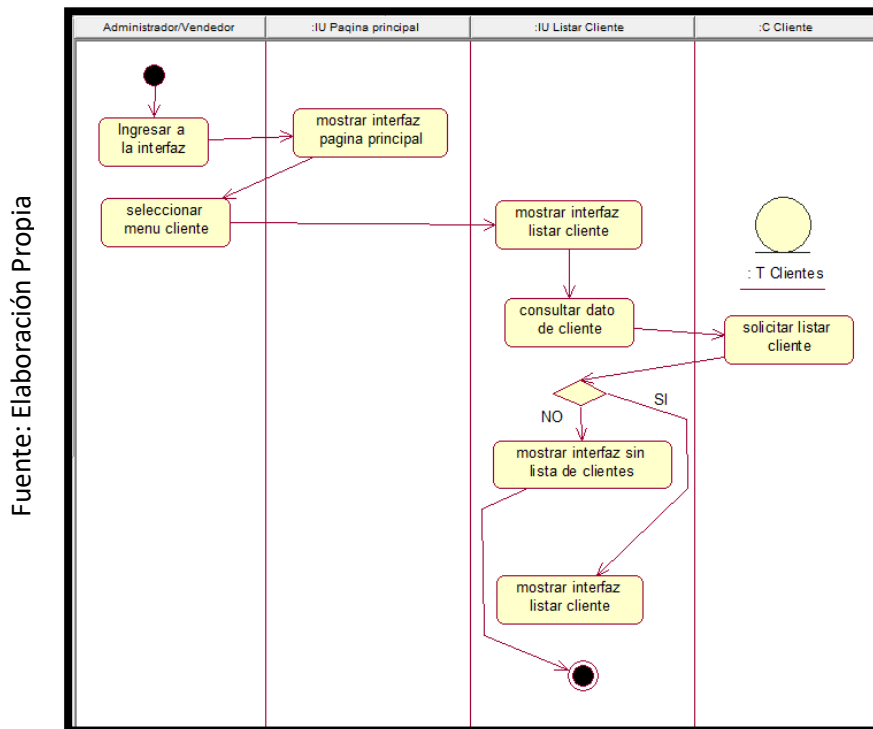 Administrador/Vendedor
:IU Paqina principal
:IU Listar Cliente
:C Cliente
Ingresar a
la interfaz
mostrar interfaz
pagina principal
seleccionar
menu cliente
mostrar interfaz
listar cliente
: T Clientes
consultar dato
de cliente
solicitar listar
cliente
SI
NO
mostrar interfaz sin
lista de clientes
mostrar interfaz
listar cliente
Fuente: Elaboración Propia